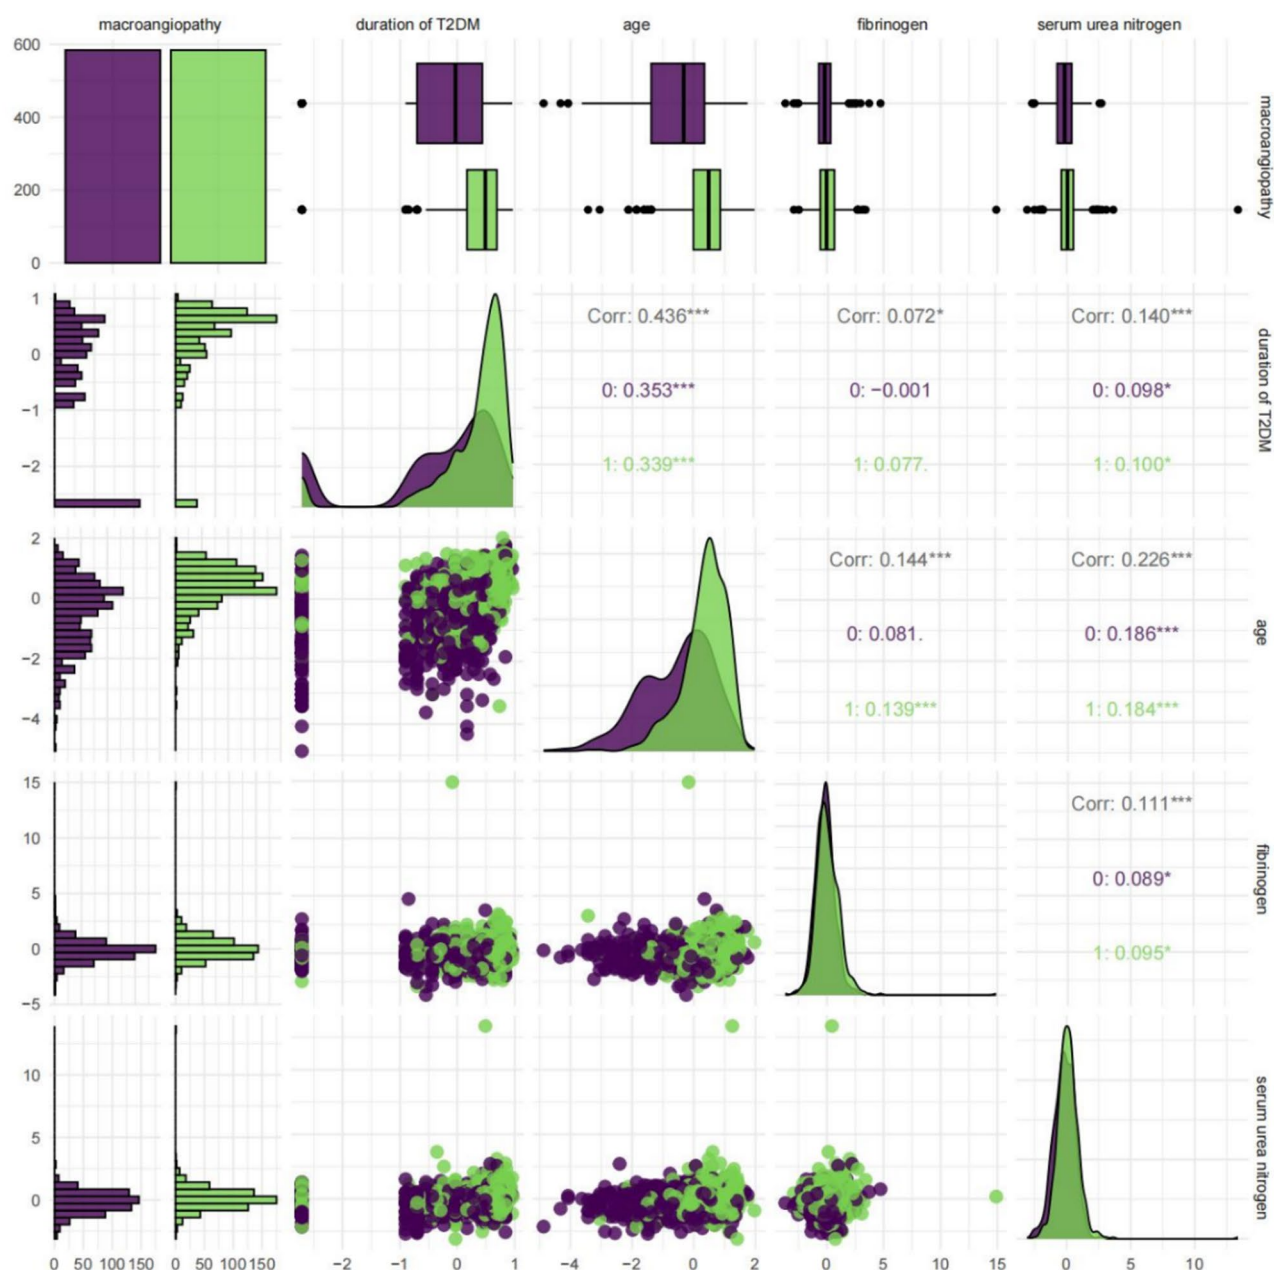 macroangiopathy duration of T2DM age fibrinogen serum urea nitrogen
600
400
200
0
macroangiopathy
1
0
−1
−2
Corr: 0.436*** Corr: 0.072* Corr: 0.140***
0: 0.353*** 0: −0.001 0: 0.098*
1: 0.339*** 1: 0.077. 1: 0.100*
duration of T2DM
2
0
−2
−4
Corr: 0.144*** Corr: 0.226***
0: 0.081. 0: 0.186***
1: 0.139*** 1: 0.184***
age
15
10
5
0
−5
Corr: 0.111***
0: 0.089*
1: 0.095*
fibrinogen
10
5
0
serum urea nitrogen
0 50 100 150 0 50 100 150 −2 −1 0 1 −4 −2 0 2 0 5 10 15 0 5 10